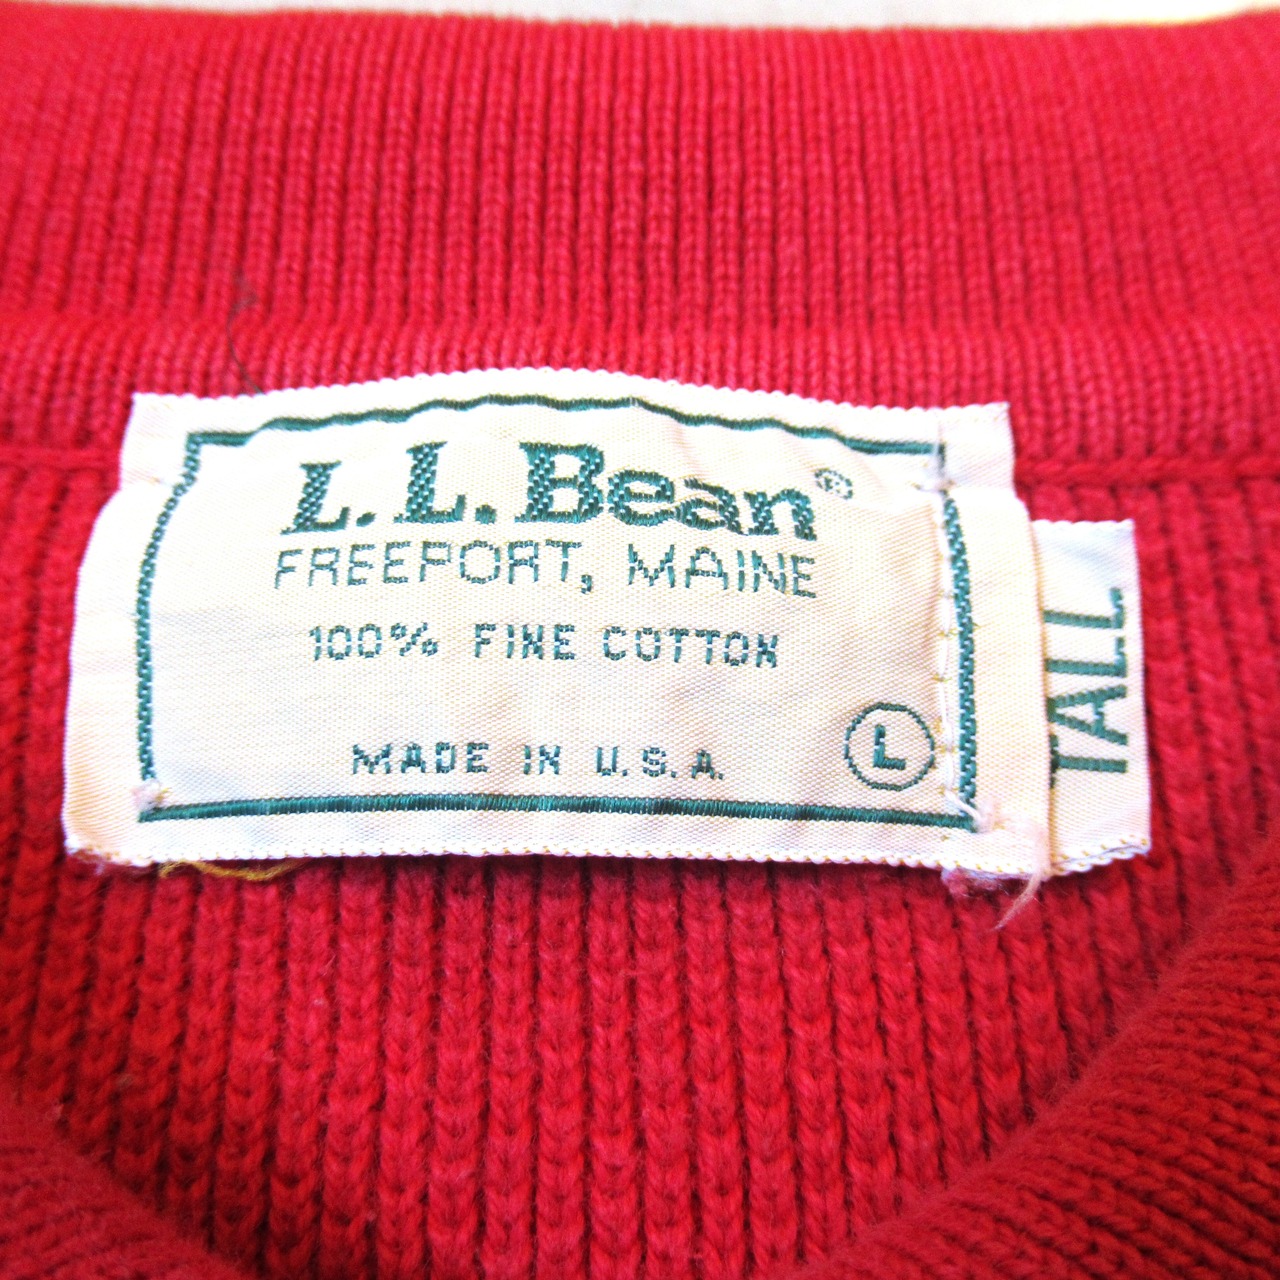 L.L.Bean®
FREEPORT, MAINE
100% FINE COTTON
MADE IN U.S.A.
L
TALL